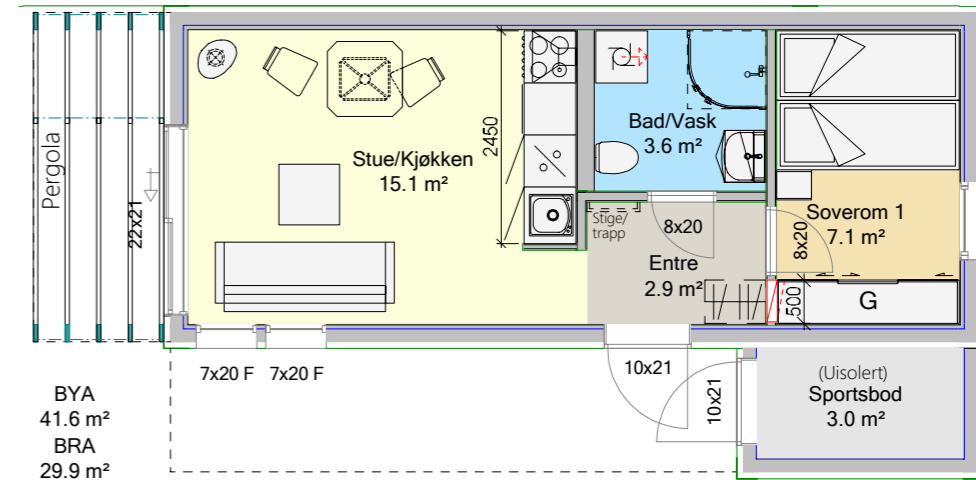 Pergola
22x21
Stue/Kjøkken
15.1 m²
2450
Bad/Vask
3.6 m²
Stige/
trapp
8x20
Entre
2.9 m²
Soverom 1
7.1 m²
8x20
500
G
7x20 F
7x20 F
10x21
10x21
(Uisolert)
Sportsbod
3.0 m²
BYA
41.6 m²
BRA
29.9 m²